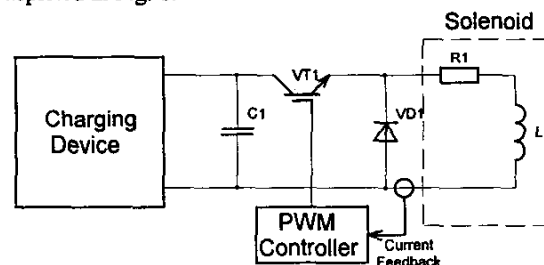 Solenoid
R1
VT1
Charging
Device
C1
VD1
L
PWM
Controller
Current
Feedback